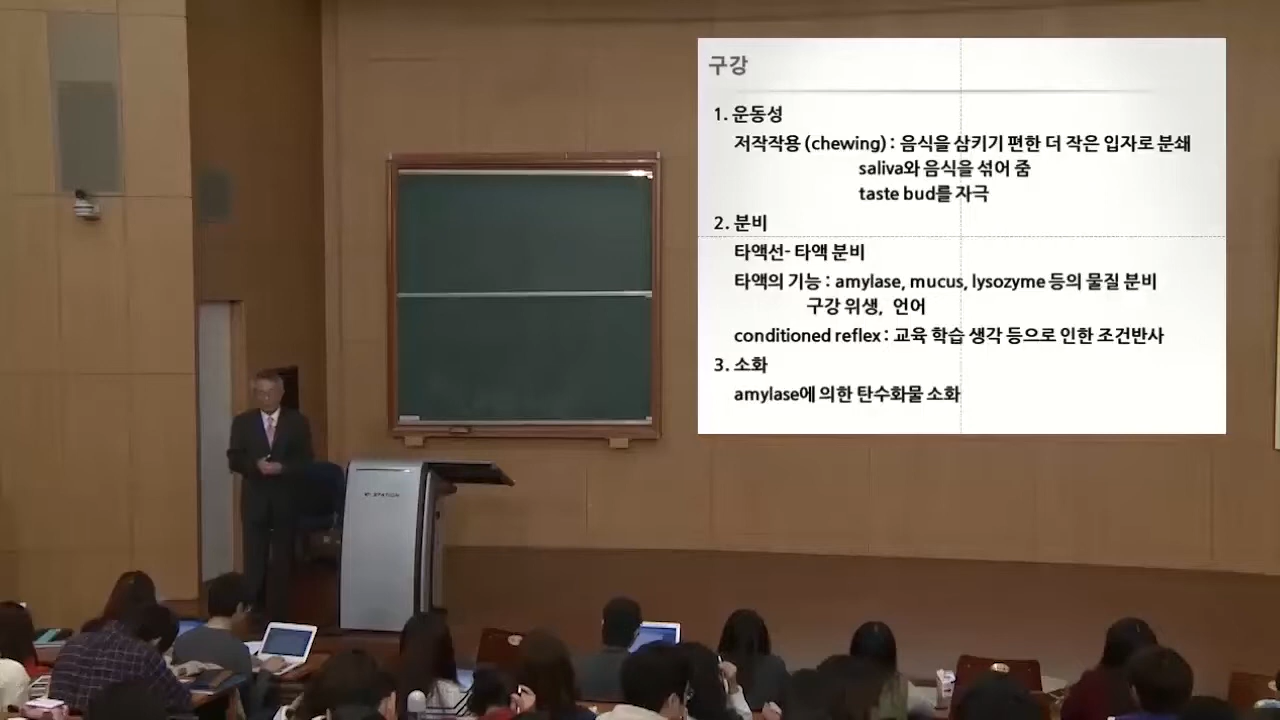 구강
1. 운동성
저작작용 (chewing) : 음식을 삼키기 편한 더 작은 입자로 분쇄
saliva와 음식을 섞어 줌
taste bud를 자극
2. 분비
타액선- 타액 분비
타액의 기능 : amylase, mucus, lysozyme 등의 물질 분비
구강 위생, 언어
conditioned reflex : 교육 학습 생각 등으로 인한 조건반사
3. 소화
amylase에 의한 탄수화물 소화